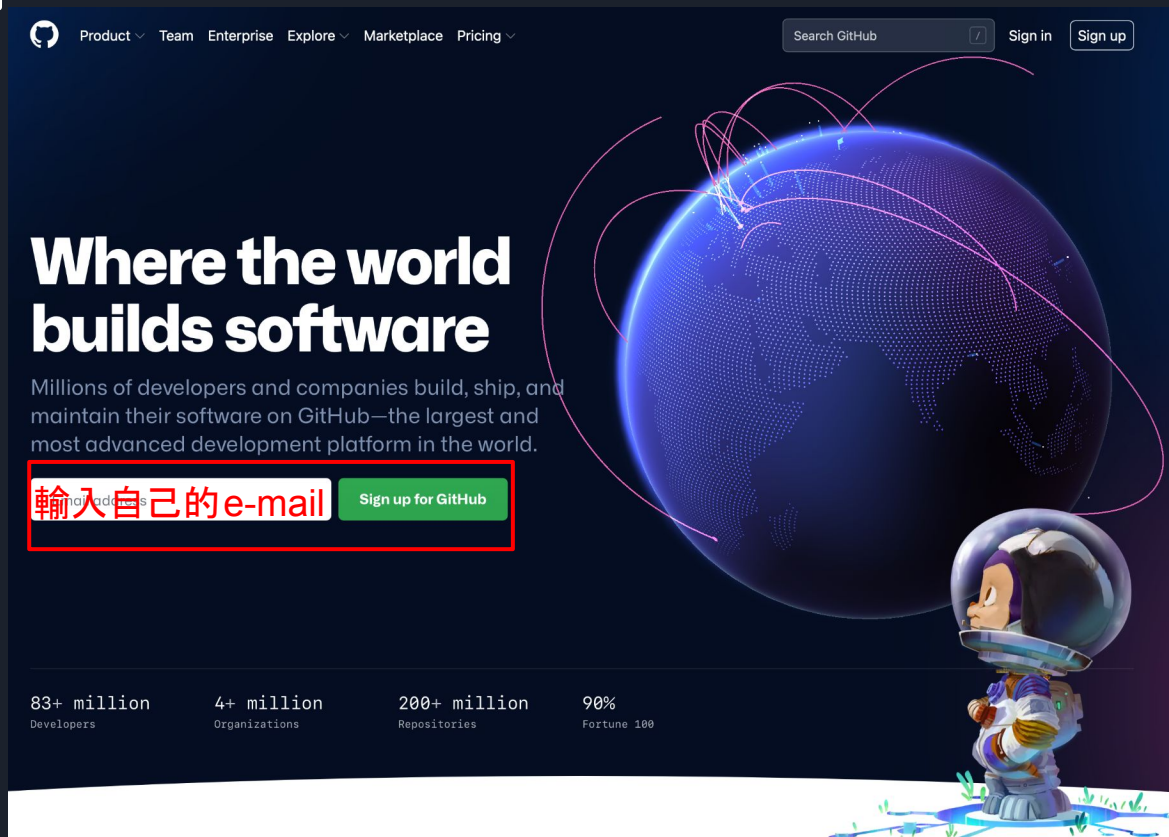 Product Team Enterprise Explore Marketplace Pricing Search GitHub / Sign in Sign up
Where the world
builds software
Millions of developers and companies build, ship, and
maintain their software on GitHub—the largest and
most advanced development platform in the world.
輸入自己的e-mail Sign up for GitHub
83+ million 4+ million 200+ million 90%
Developers Organizations Repositories Fortune 100